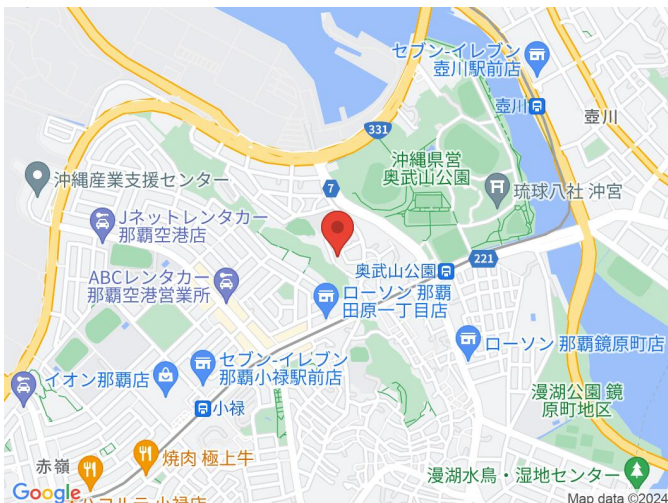 セブン-イレブン
壺川駅前店
壺川
壺川
331
沖縄県営
奥武山公園
7
沖縄産業支援センター
琉球八社 沖宮
Jネットレンタカー
那覇空港店
221
奥武山公園
ABCレンタカー
那覇空港営業所
ローソン 那覇
田原一丁目店
ローソン 那覇鏡原町店
セブン-イレブン
那覇小禄駅前店
イオン那覇店
漫湖公園 鏡
原町地区
小禄
赤嶺
焼肉 極上牛
漫湖水鳥・湿地センター
Google
Map data ©2024